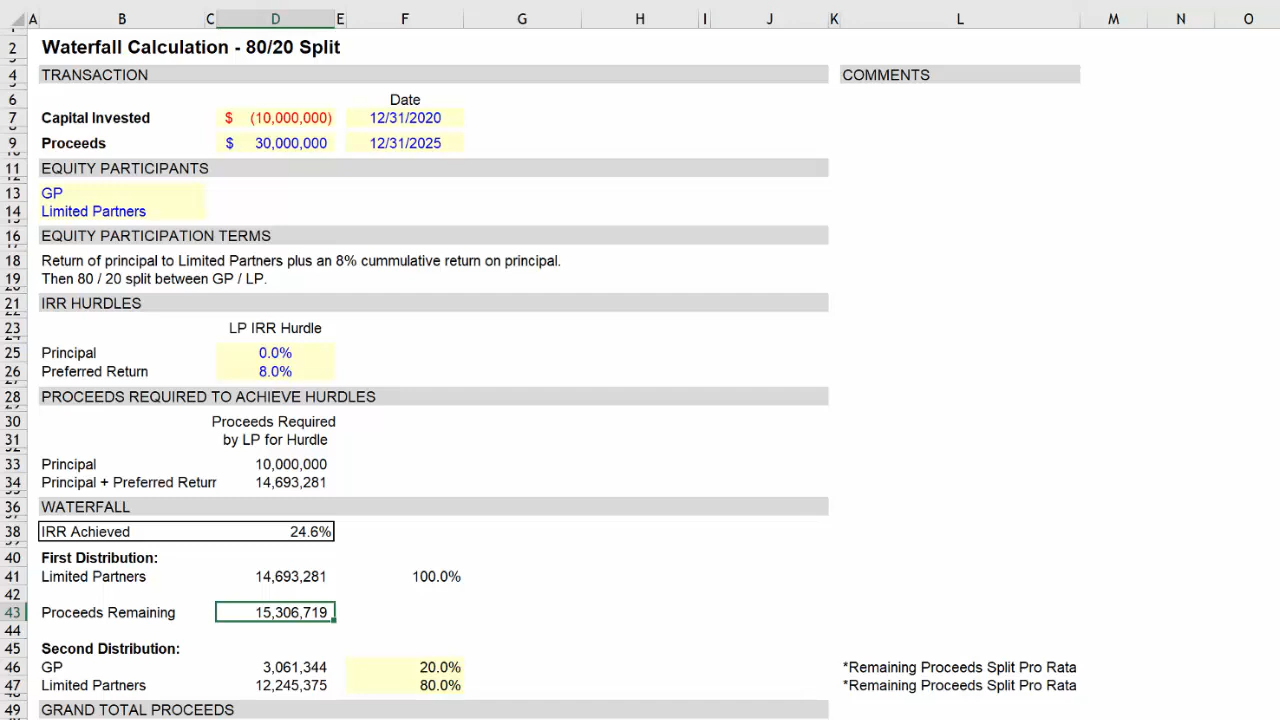 A B C D E F G H I J K L M N O
2 Waterfall Calculation - 80/20 Split
4 TRANSACTION COMMENTS
6 Date
7 Capital Invested $ (10,000,000) 12/31/2020
9 Proceeds $ 30,000,000 12/31/2025
11 EQUITY PARTICIPANTS
13 GP
14 Limited Partners
16 EQUITY PARTICIPATION TERMS
18 Return of principal to Limited Partners plus an 8% cummulative return on principal.
19 Then 80 / 20 split between GP / LP.
21 IRR HURDLES
23 LP IRR Hurdle
25 Principal 0.0%
26 Preferred Return 8.0%
28 PROCEEDS REQUIRED TO ACHIEVE HURDLES
30 Proceeds Required
31 by LP for Hurdle
33 Principal 10,000,000
34 Principal + Preferred Returr 14,693,281
36 WATERFALL
38 IRR Achieved 24.6%
40 First Distribution:
41 Limited Partners 14,693,281 100.0%
42
43 Proceeds Remaining 15,306,719
44
45 Second Distribution:
46 GP 3,061,344 20.0% *Remaining Proceeds Split Pro Rata
47 Limited Partners 12,245,375 80.0% *Remaining Proceeds Split Pro Rata
49 GRAND TOTAL PROCEEDS